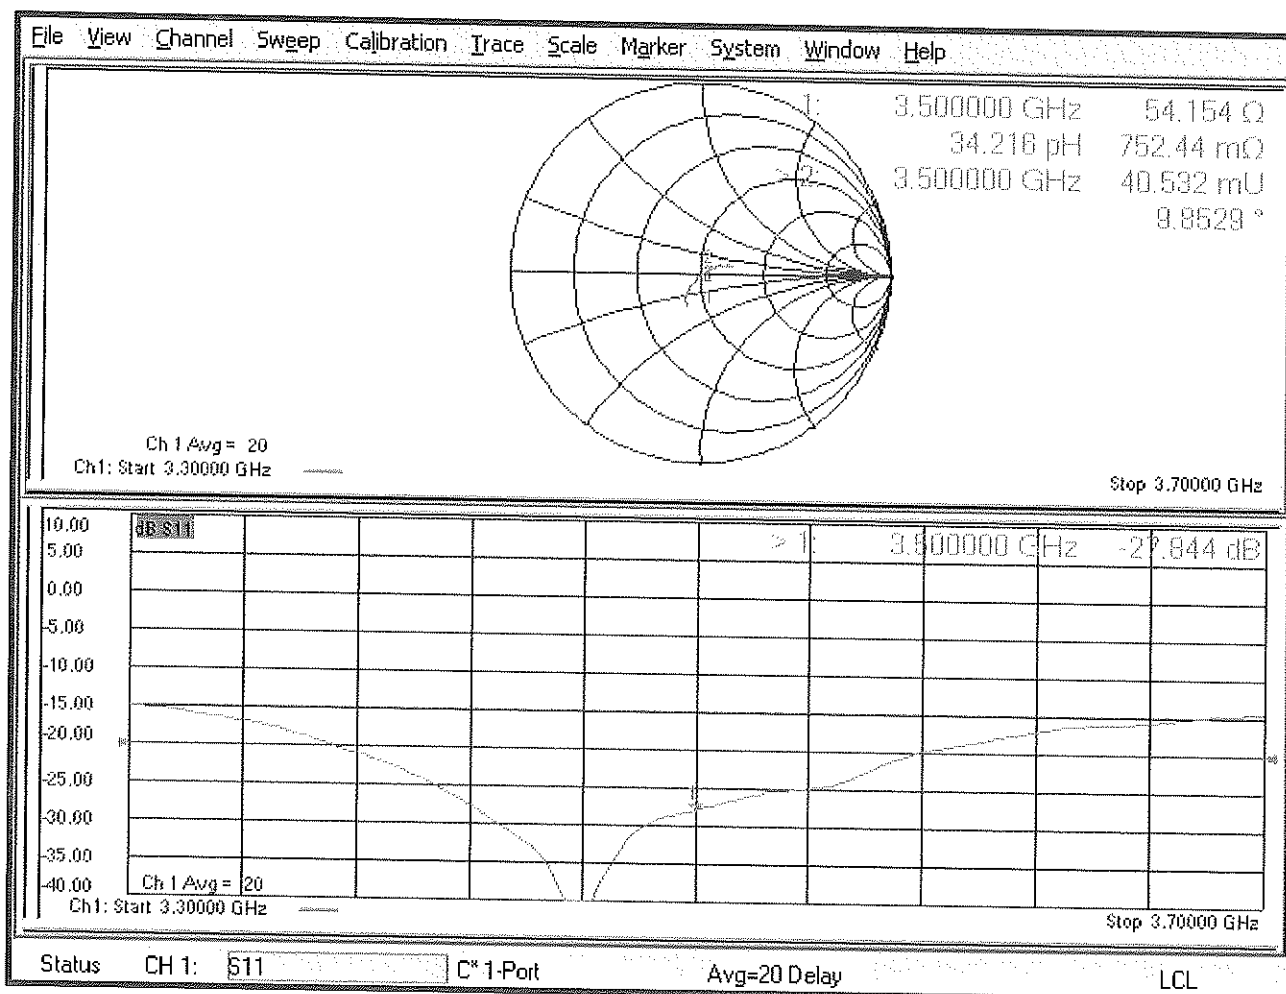 File View Channel Sweep Calibration Trace Scale Marker System Window Help
1: 3.500000 GHz 54.154 Ω
34.216 pH 752.44 mΩ
> 2: 3.500000 GHz 40.532 mU
9.8529 °
Ch 1 Avg = 20
Ch1: Start 3.30000 GHz
Stop 3.70000 GHz
10.00
dB S11
> 1: 3.500000 GHz -27.844 dB
5.00
0.00
-5.00
-10.00
-15.00
-20.00
-25.00
-30.00
-35.00
-40.00
Ch 1 Avg = 20
Ch1: Start 3.30000 GHz
Stop 3.70000 GHz
Status CH 1: S11 C* 1-Port Avg=20 Delay LCL